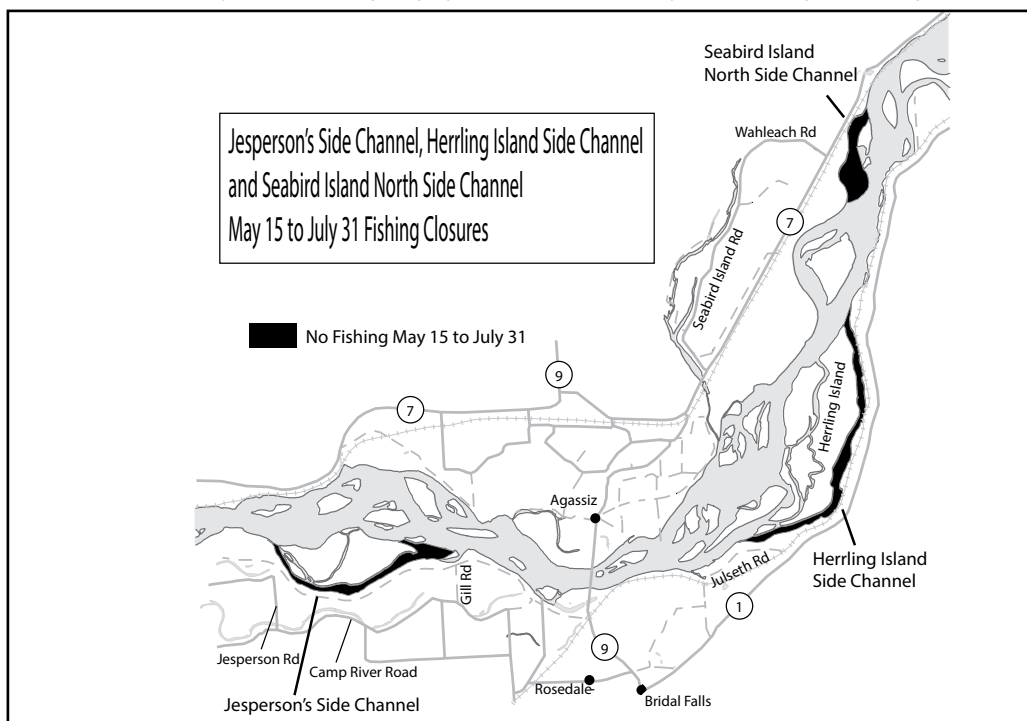 Seabird Island
North Side Channel
Jesperson's Side Channel, Herrling Island Side Channel
and Seabird Island North Side Channel
May 15 to July 31 Fishing Closures
Wahleach Rd
7
Seabird Island Rd
No Fishing May 15 to July 31
9
7
Herrling Island
Agassiz
Herrling Island
Side Channel
Julseth Rd
Gill Rd
1
9
Jesperson Rd
Camp River Road
Jesperson's Side Channel
Rosedale
Bridal Falls